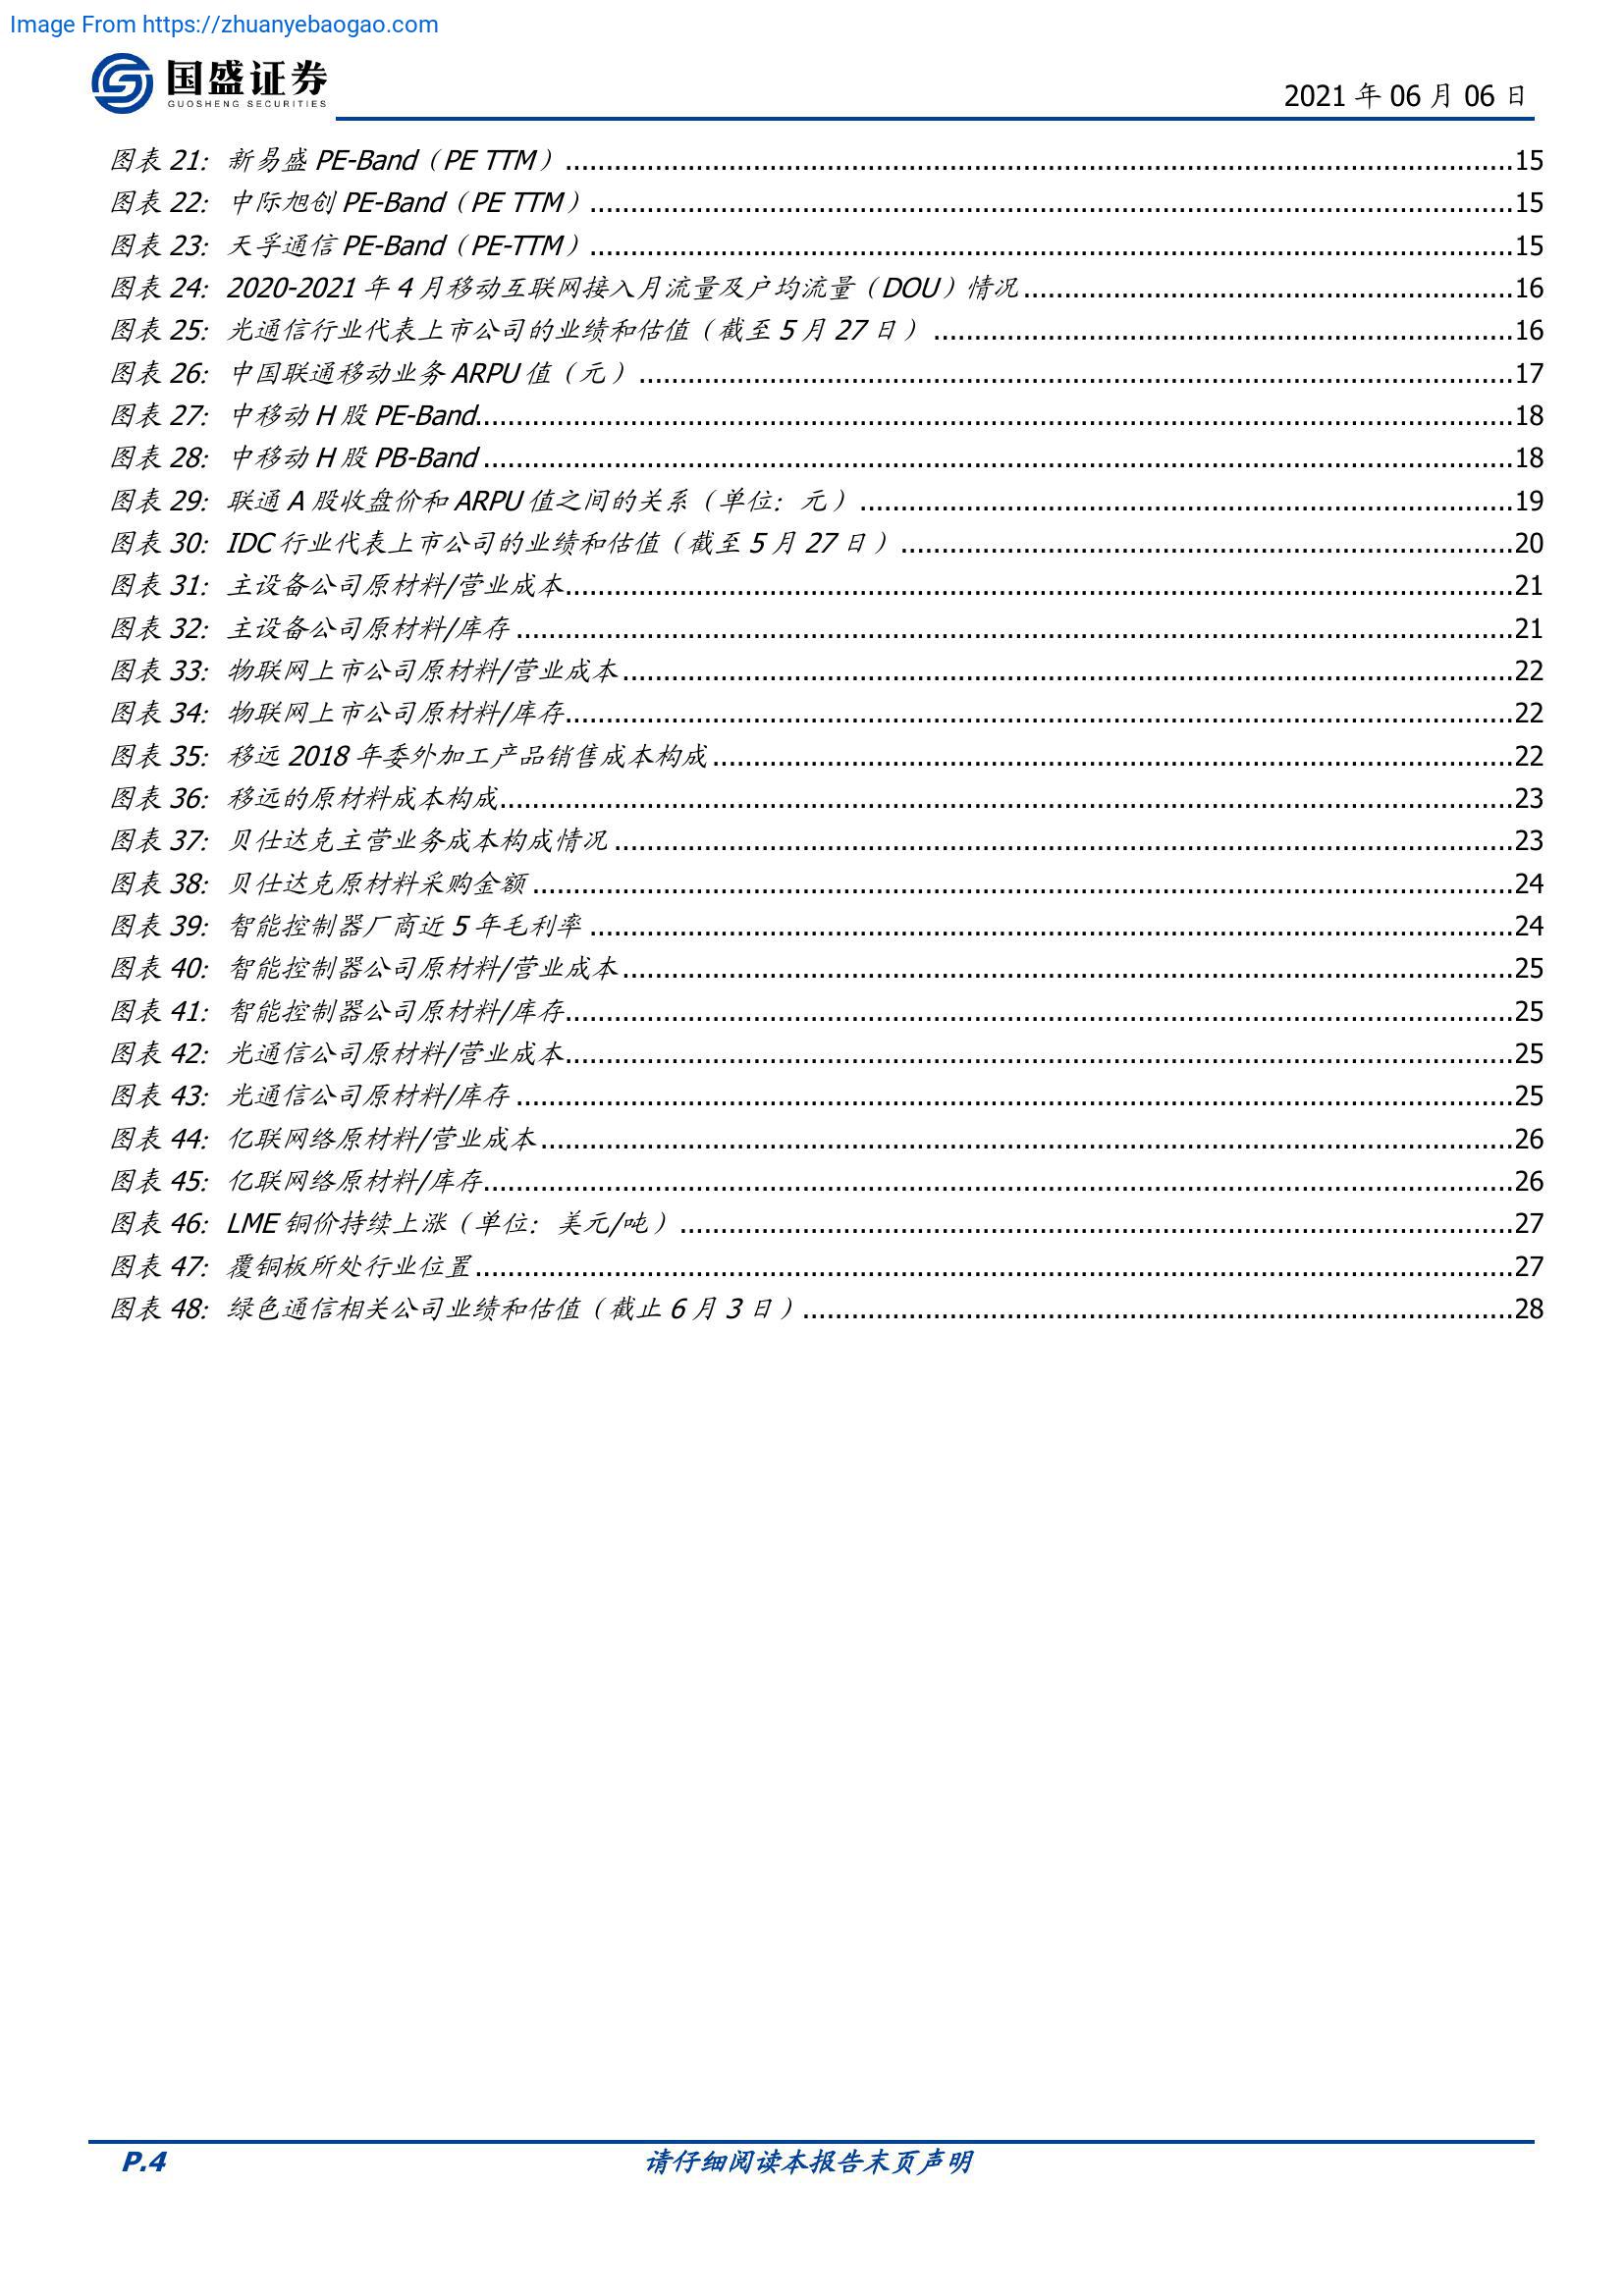 Image From https://zhuanyebaogao.com
国盛证券
GUOSHENG SECURITIES
2021 年 06 月 06 日
图表 21: 新易盛 PE-Band（PE TTM）...15
图表 22: 中际旭创 PE-Band（PE TTM）...15
图表 23: 天孚通信 PE-Band（PE-TTM）...15
图表 24: 2020-2021 年 4 月移动互联网接入月流量及户均流量（DOU）情况...16
图表 25: 光通信行业代表上市公司的业绩和估值（截至 5 月 27 日）...16
图表 26: 中国联通移动业务 ARPU 值（元）...17
图表 27: 中移动 H 股 PE-Band...18
图表 28: 中移动 H 股 PB-Band...18
图表 29: 联通 A 股收盘价和 ARPU 值之间的关系（单位：元）...19
图表 30: IDC 行业代表上市公司的业绩和估值（截至 5 月 27 日）...20
图表 31: 主设备公司原材料/营业成本...21
图表 32: 主设备公司原材料/库存...21
图表 33: 物联网上市公司原材料/营业成本...22
图表 34: 物联网上市公司原材料/库存...22
图表 35: 移远 2018 年委外加工产品销售成本构成...22
图表 36: 移远的原材料成本构成...23
图表 37: 贝仕达克主营业务成本构成情况...23
图表 38: 贝仕达克原材料采购金额...24
图表 39: 智能控制器厂商近 5 年毛利率...24
图表 40: 智能控制器公司原材料/营业成本...25
图表 41: 智能控制器公司原材料/库存...25
图表 42: 光通信公司原材料/营业成本...25
图表 43: 光通信公司原材料/库存...25
图表 44: 亿联网络原材料/营业成本...26
图表 45: 亿联网络原材料/库存...26
图表 46: LME 铜价持续上涨（单位：美元/吨）...27
图表 47: 覆铜板所处行业位置...27
图表 48: 绿色通信相关公司业绩和估值（截止 6 月 3 日）...28
P.4
请仔细阅读本报告末页声明